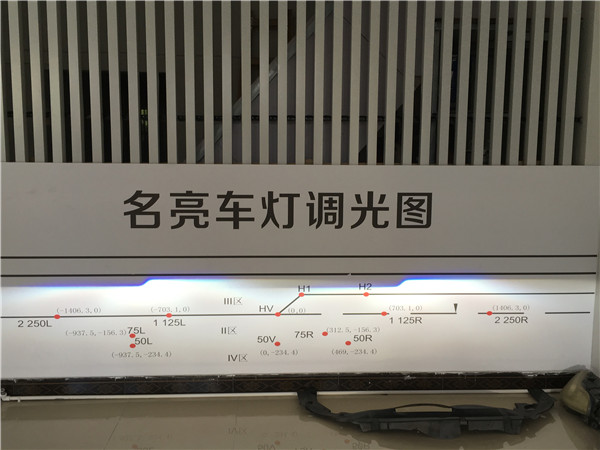 名亮车灯调光图
H1 H2
III区 HV (0,0)
(-1406.3,0) (-703.1,0) (703.1,0) (1406.3,0)
2 250L 1 125L 1 125R 2 250R
(-937.5,-156.3) 75L II区 75R (312.5,-156.3)
50L 50V 50R
(-937.5,-234.4) IV区 (0,-234.4) (469,-234.4)